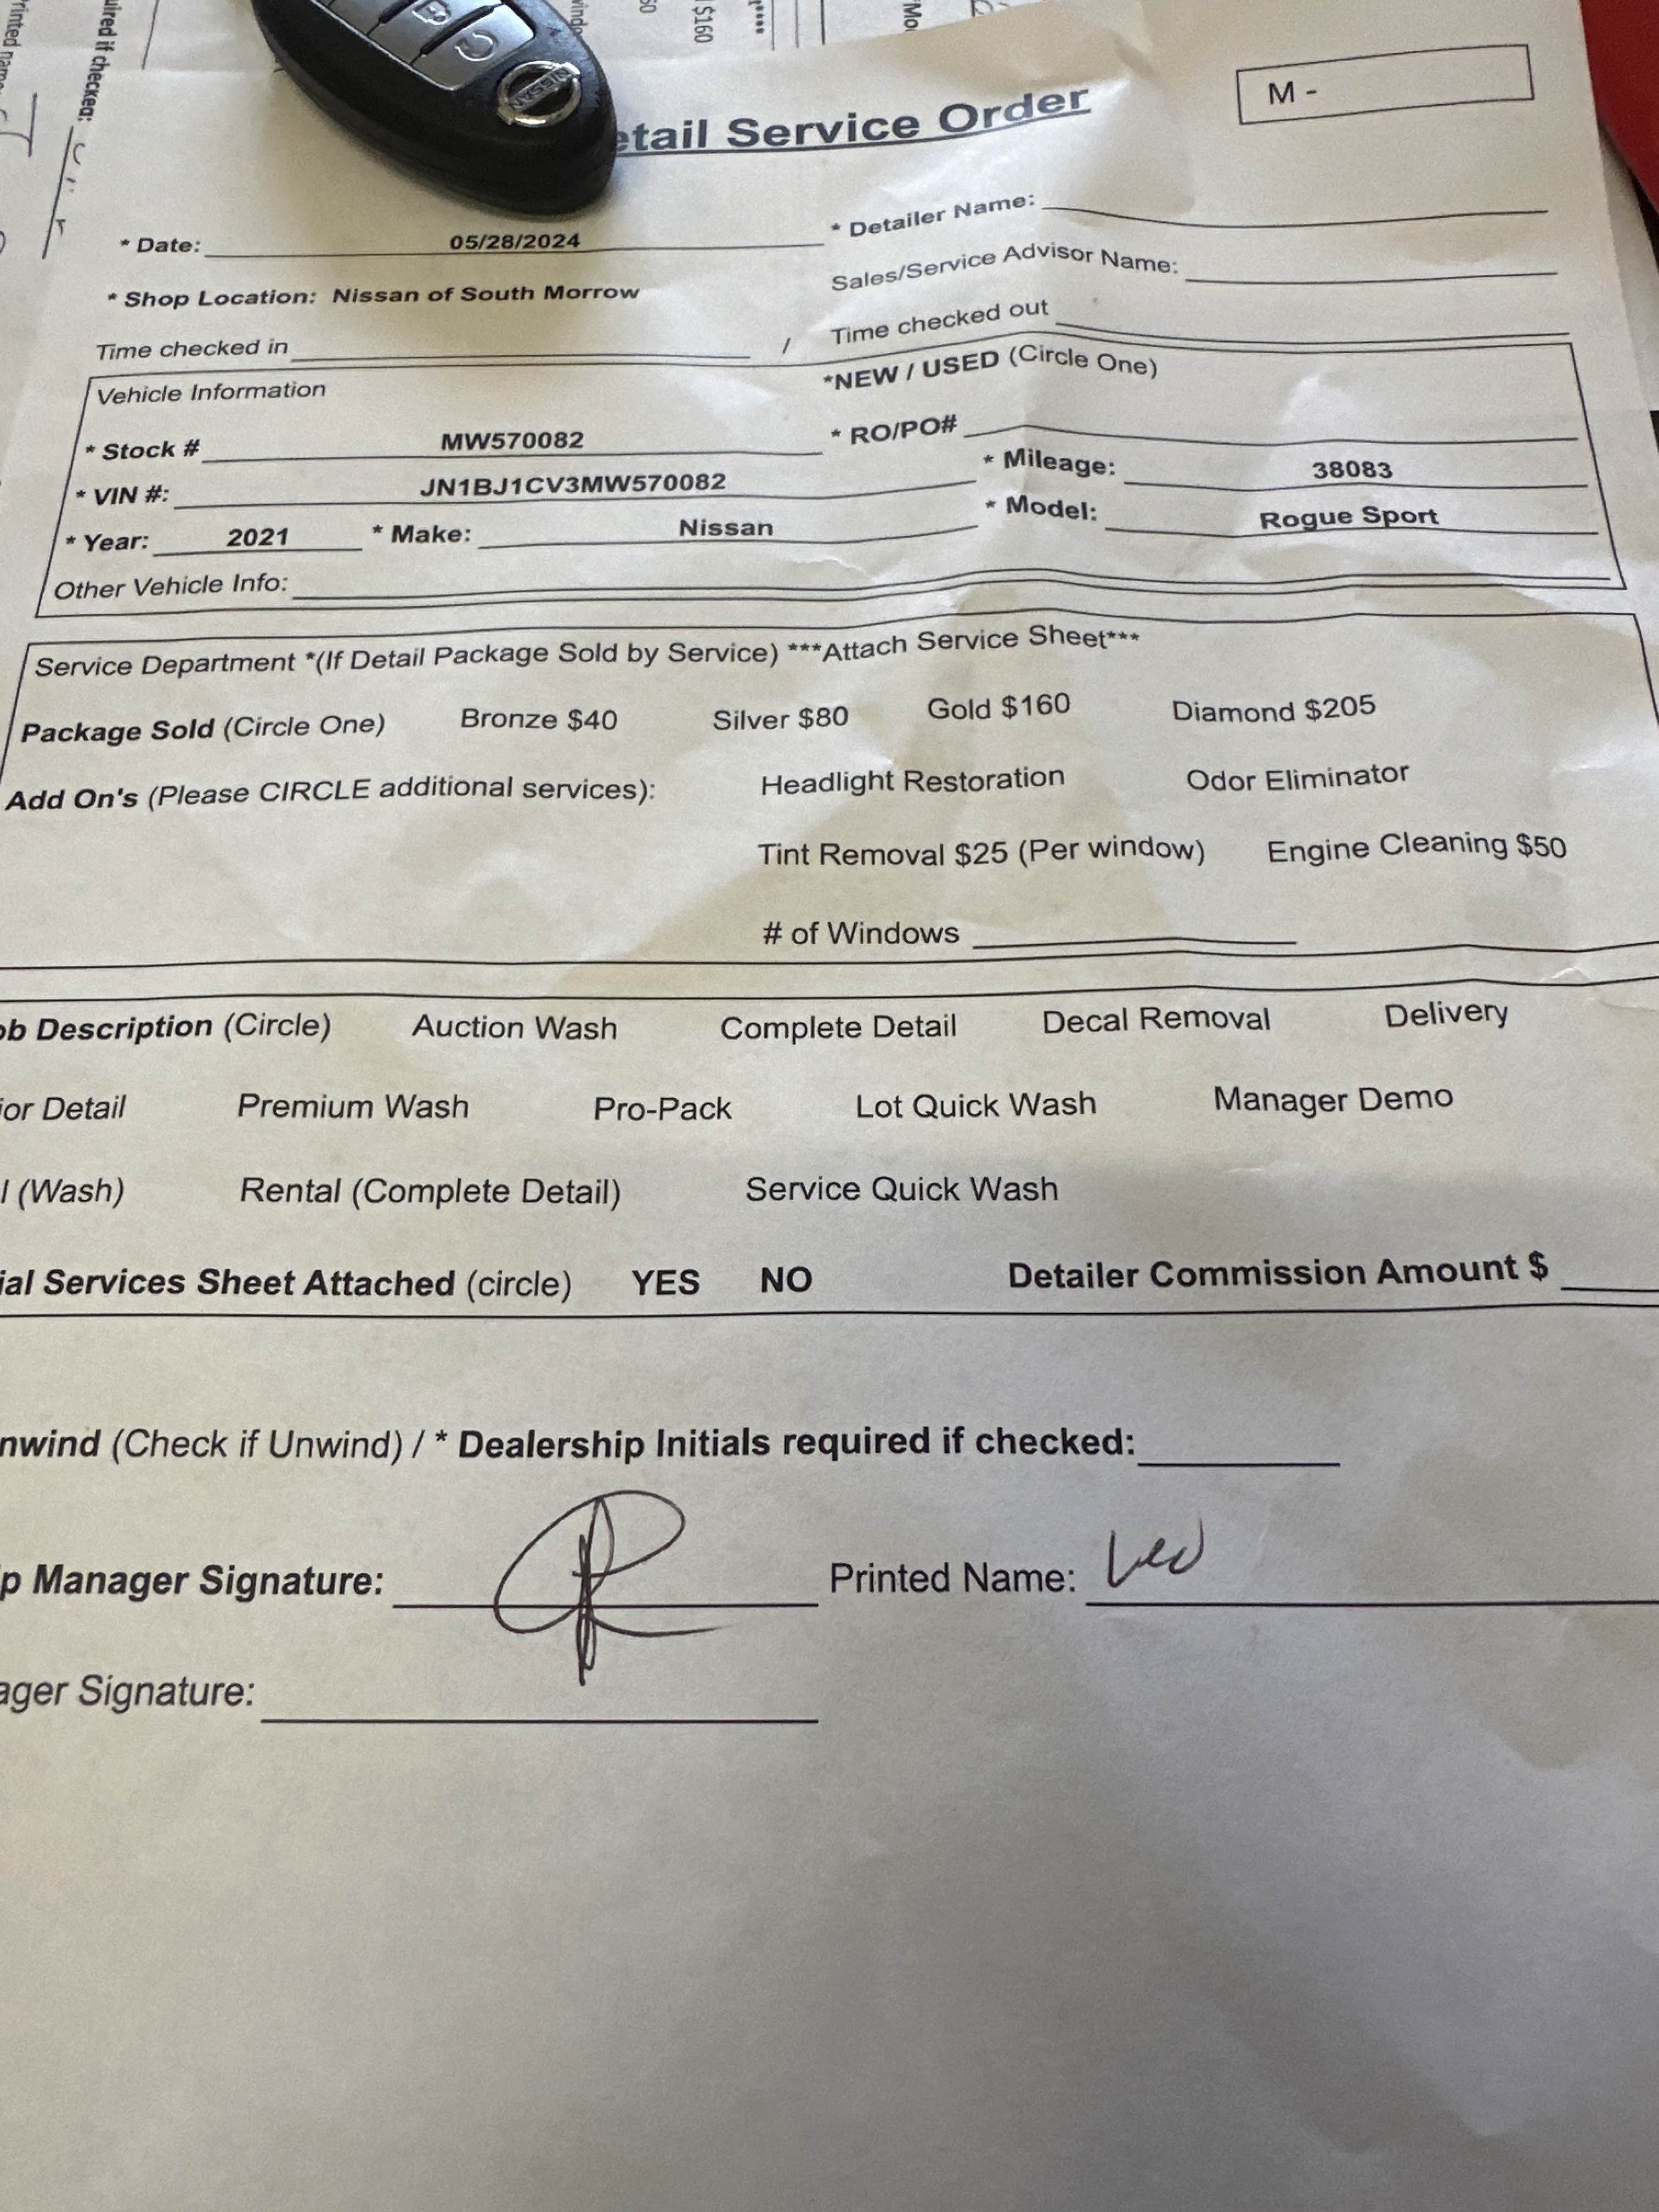 NISSAN
$160
M -
etail Service Order
* Date: 05/28/2024 * Detailer Name:
* Shop Location: Nissan of South Morrow Sales/Service Advisor Name:
Time checked in / Time checked out
Vehicle Information *NEW / USED (Circle One)
* Stock # MW570082 * RO/PO#
* VIN #: JN1BJ1CV3MW570082 * Mileage: 38083
* Year: 2021 * Make: Nissan * Model: Rogue Sport
Other Vehicle Info:
Service Department *(If Detail Package Sold by Service) ***Attach Service Sheet***
Package Sold (Circle One) Bronze $40 Silver $80 Gold $160 Diamond $205
Add On's (Please CIRCLE additional services): Headlight Restoration Odor Eliminator
Tint Removal $25 (Per window) Engine Cleaning $50
# of Windows
ob Description (Circle) Auction Wash Complete Detail Decal Removal Delivery
ior Detail Premium Wash Pro-Pack Lot Quick Wash Manager Demo
l (Wash) Rental (Complete Detail) Service Quick Wash
ial Services Sheet Attached (circle) YES NO Detailer Commission Amount $
nwind (Check if Unwind) / * Dealership Initials required if checked:
p Manager Signature: Printed Name:
ager Signature: